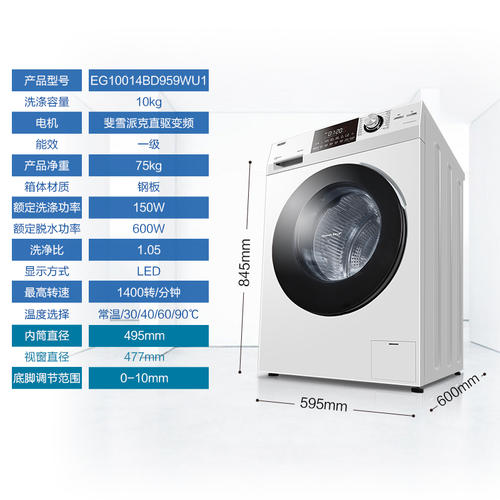 产品型号 EG10014BD959WU1
洗涤容量 10kg
电机 斐雪派克直驱变频
能效 一级
产品净重 75kg
箱体材质 钢板
额定洗涤功率 150W
额定脱水功率 600W
洗净比 1.05
显示方式 LED
最高转速 1400转/分钟
温度选择 常温/30/40/60/90℃
内筒直径 495mm
视窗直径 477mm
底脚调节范围 0-10mm
845mm
595mm
600mm